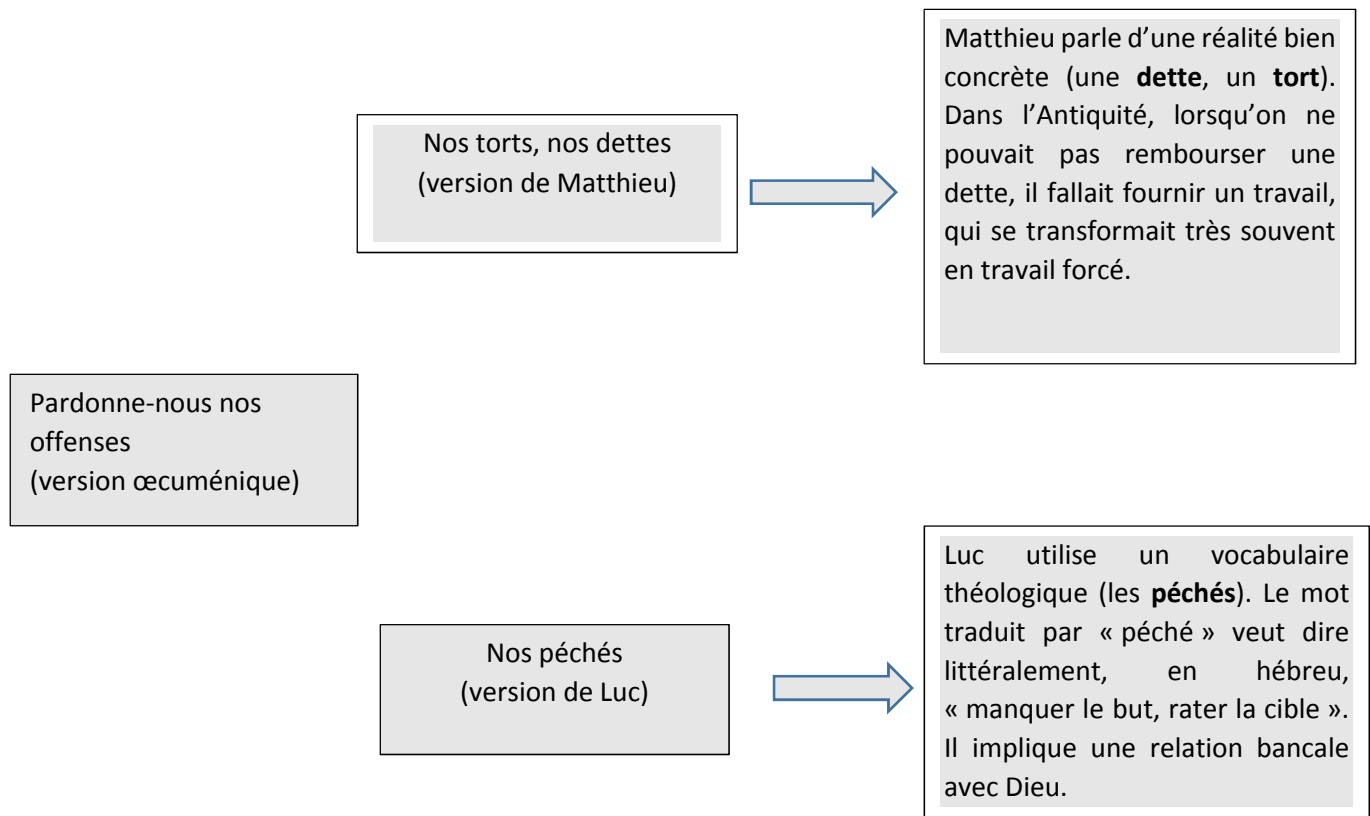 Pardonne-nous nos
offenses
(version œcuménique)
Nos torts, nos dettes
(version de Matthieu)
Matthieu parle d’une réalité bien
concrète (une dette, un tort).
Dans l’Antiquité, lorsqu’on ne
pouvait pas rembourser une
dette, il fallait fournir un travail,
qui se transformait très souvent
en travail forcé.
Nos péchés
(version de Luc)
Luc utilise un vocabulaire
théologique (les péchés). Le mot
traduit par « péché » veut dire
littéralement, en hébreu,
« manquer le but, rater la cible ».
Il implique une relation bancale
avec Dieu.